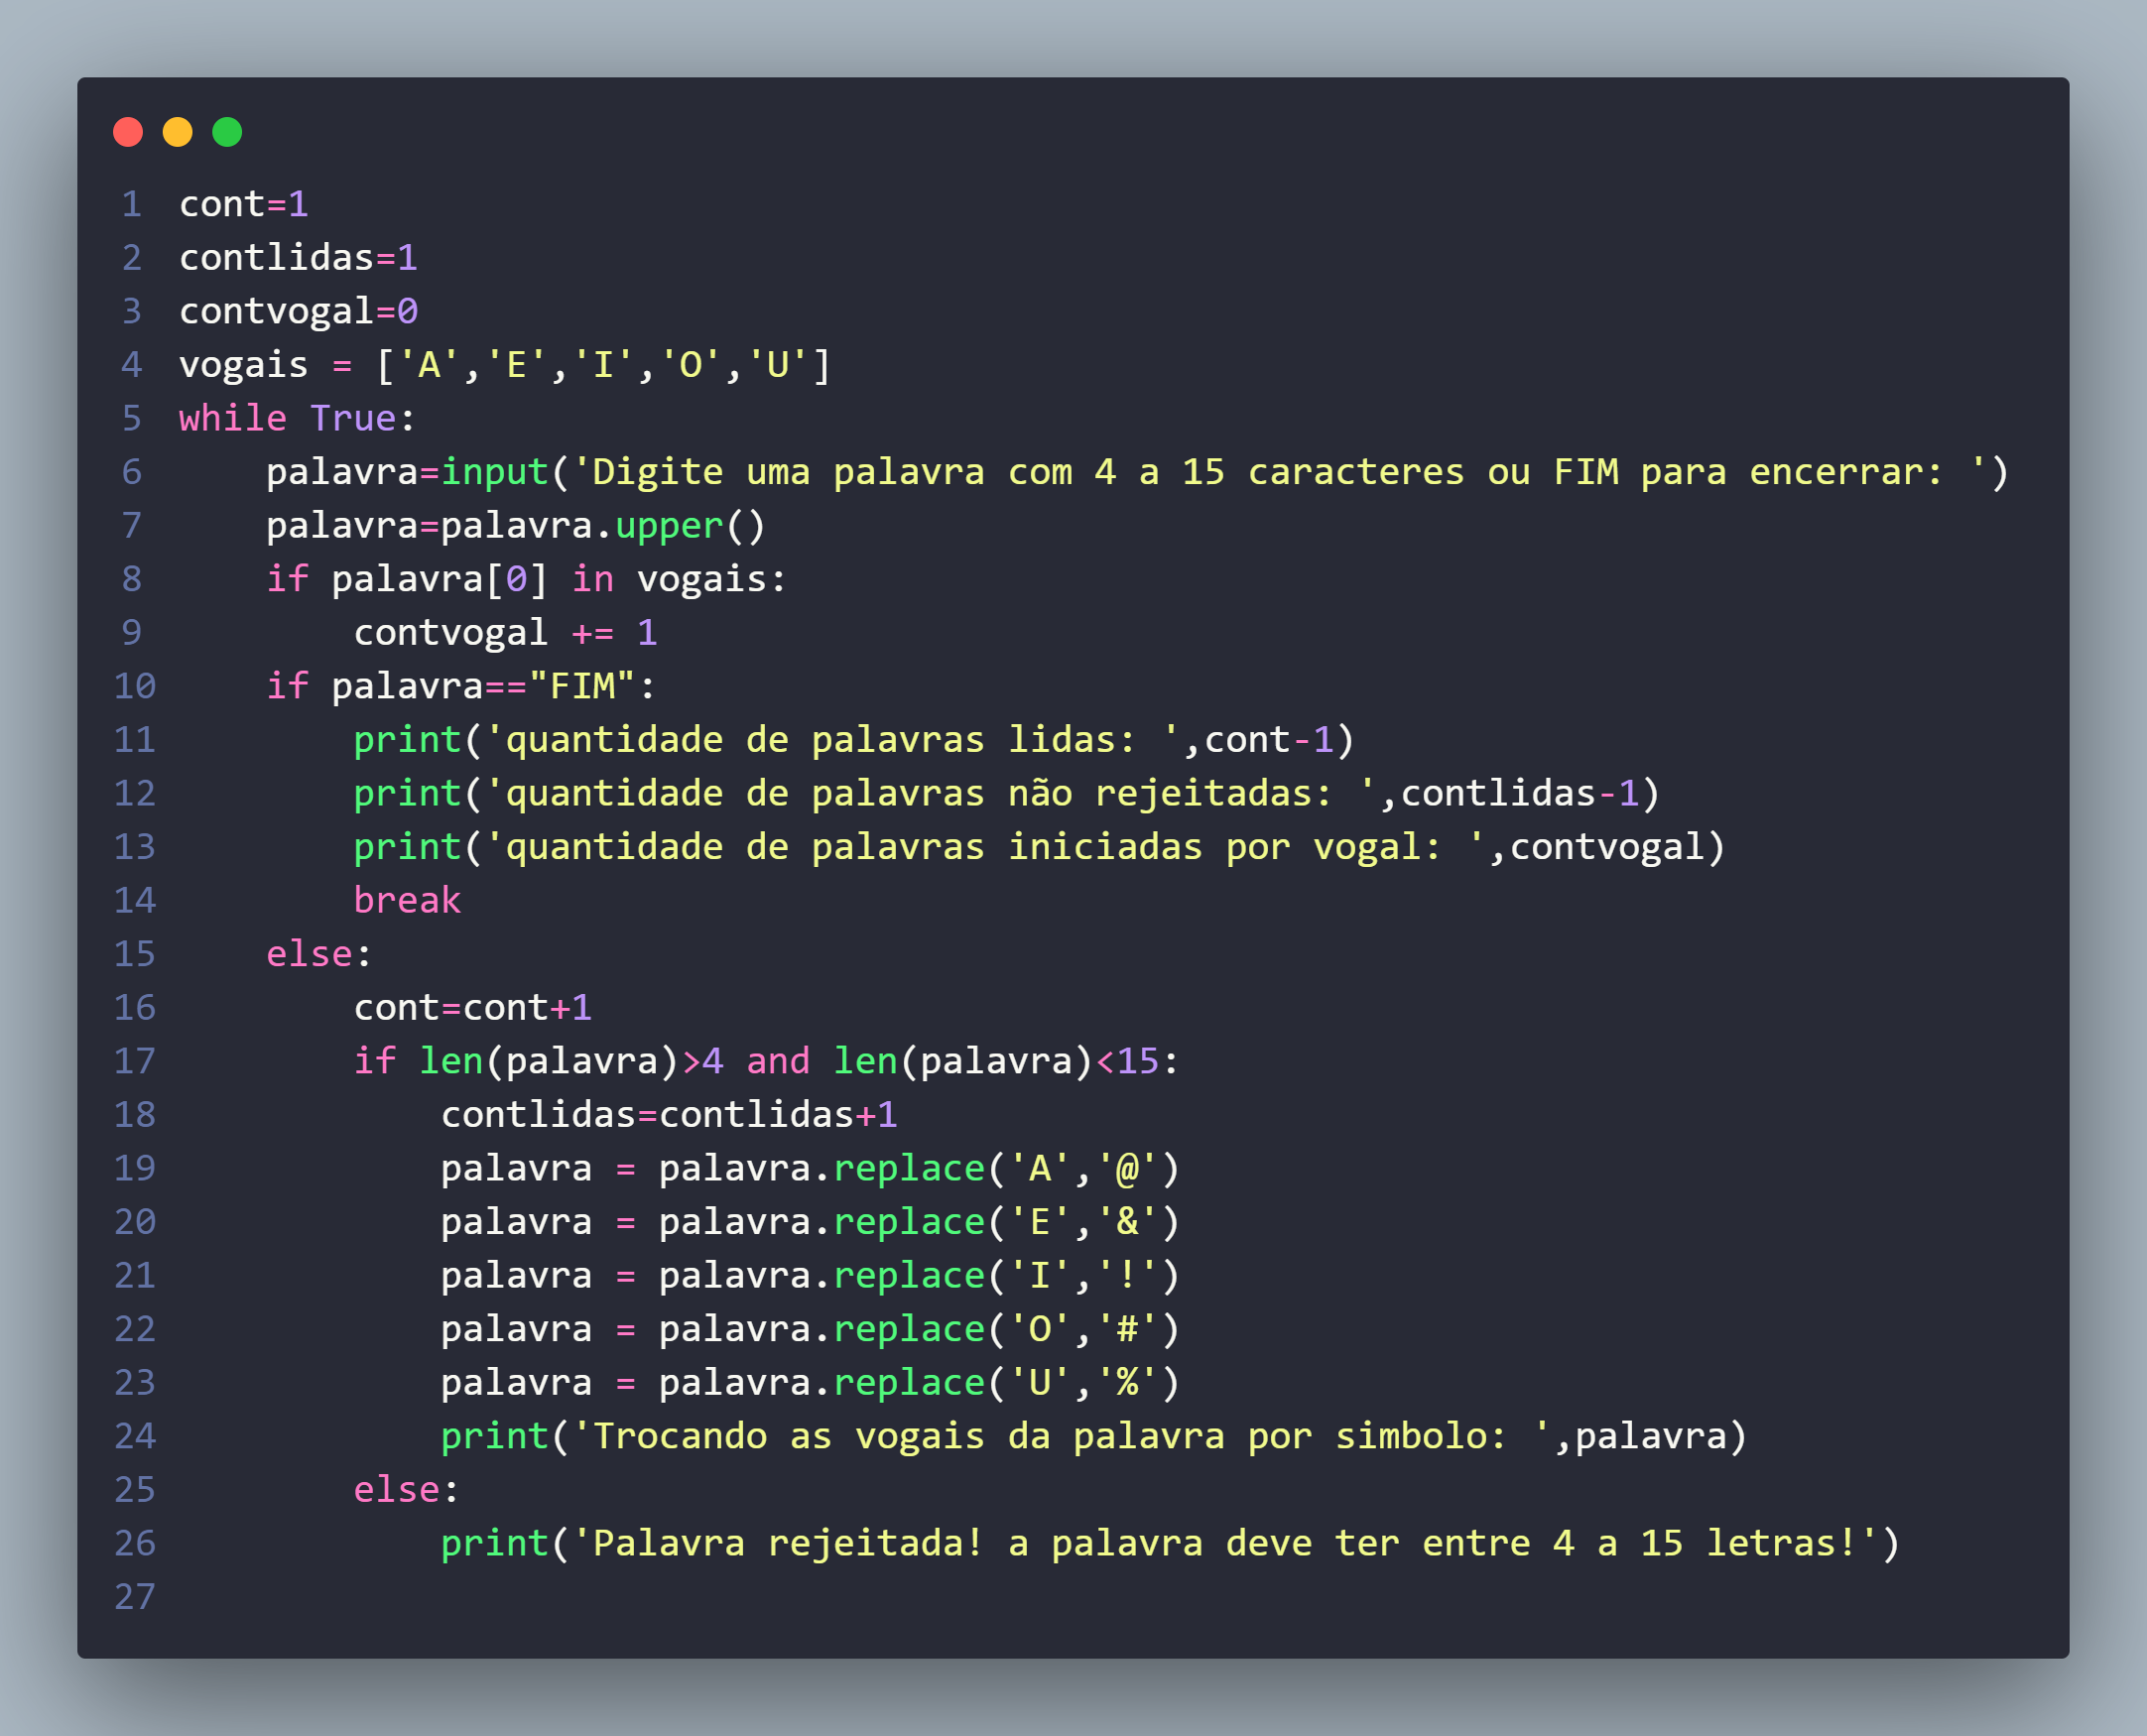 1 cont=1
2 contlidas=1
3 contvogal=0
4 vogais = ['A','E','I','O','U']
5 while True:
6     palavra=input('Digite uma palavra com 4 a 15 caracteres ou FIM para encerrar: ')
7     palavra=palavra.upper()
8     if palavra[0] in vogais:
9         contvogal += 1
10     if palavra=="FIM":
11         print('quantidade de palavras lidas: ',cont-1)
12         print('quantidade de palavras não rejeitadas: ',contlidas-1)
13         print('quantidade de palavras iniciadas por vogal: ',contvogal)
14         break
15     else:
16         cont=cont+1
17         if len(palavra)>4 and len(palavra)<15:
18             contlidas=contlidas+1
19             palavra = palavra.replace('A','@')
20             palavra = palavra.replace('E','&')
21             palavra = palavra.replace('I','!')
22             palavra = palavra.replace('O','#')
23             palavra = palavra.replace('U','%')
24             print('Trocando as vogais da palavra por simbolo: ',palavra)
25         else:
26             print('Palavra rejeitada! a palavra deve ter entre 4 a 15 letras!')
27